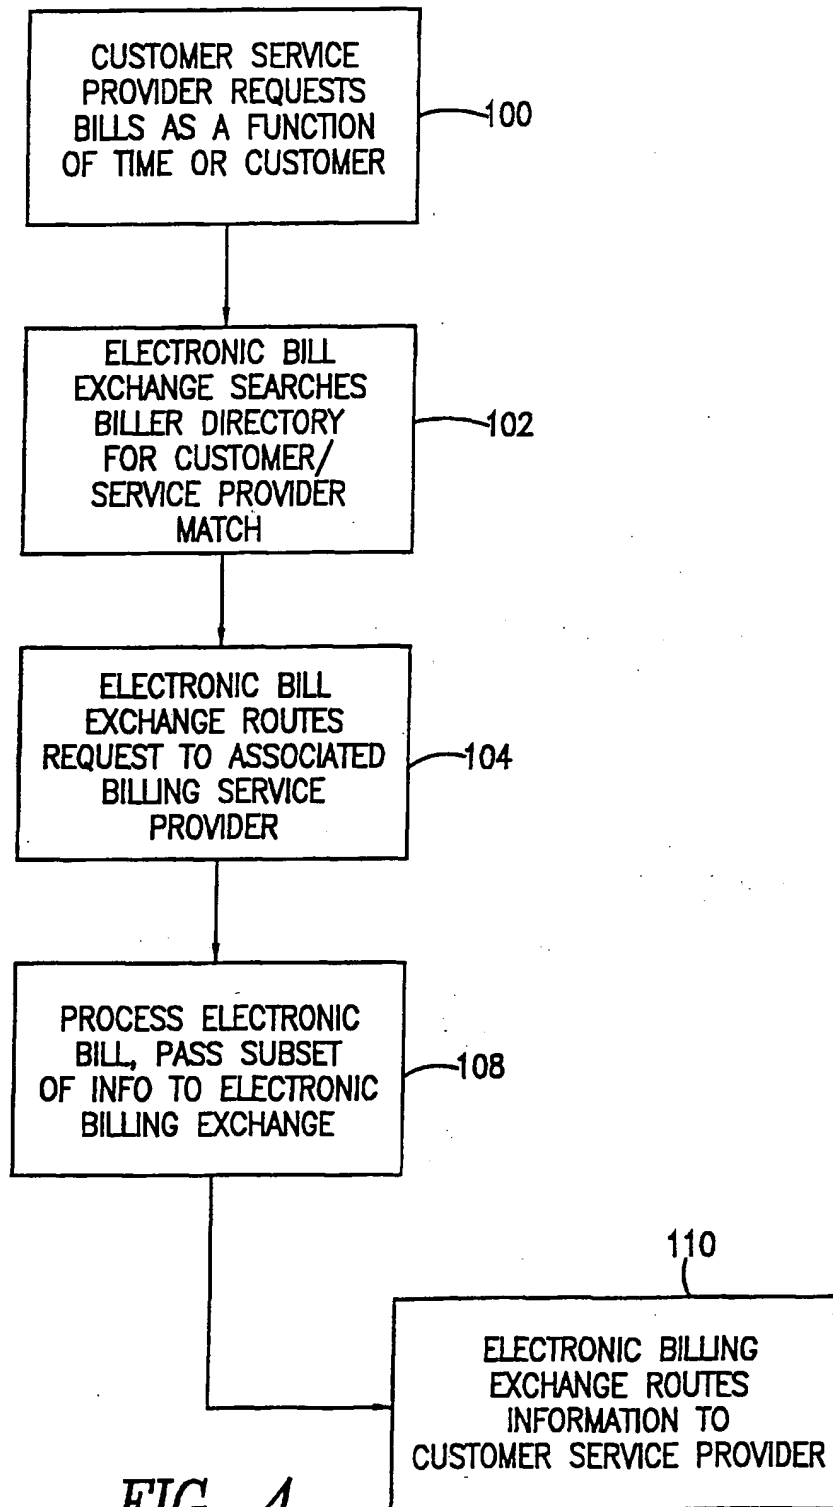 CUSTOMER SERVICE
PROVIDER REQUESTS
BILLS AS A FUNCTION
OF TIME OR CUSTOMER
100
ELECTRONIC BILL
EXCHANGE SEARCHES
BILLER DIRECTORY
FOR CUSTOMER/
SERVICE PROVIDER
MATCH
102
ELECTRONIC BILL
EXCHANGE ROUTES
REQUEST TO ASSOCIATED
BILLING SERVICE
PROVIDER
104
PROCESS ELECTRONIC
BILL, PASS SUBSET
OF INFO TO ELECTRONIC
BILLING EXCHANGE
108
110
ELECTRONIC BILLING
EXCHANGE ROUTES
INFORMATION TO
CUSTOMER SERVICE PROVIDER
FIG. 4